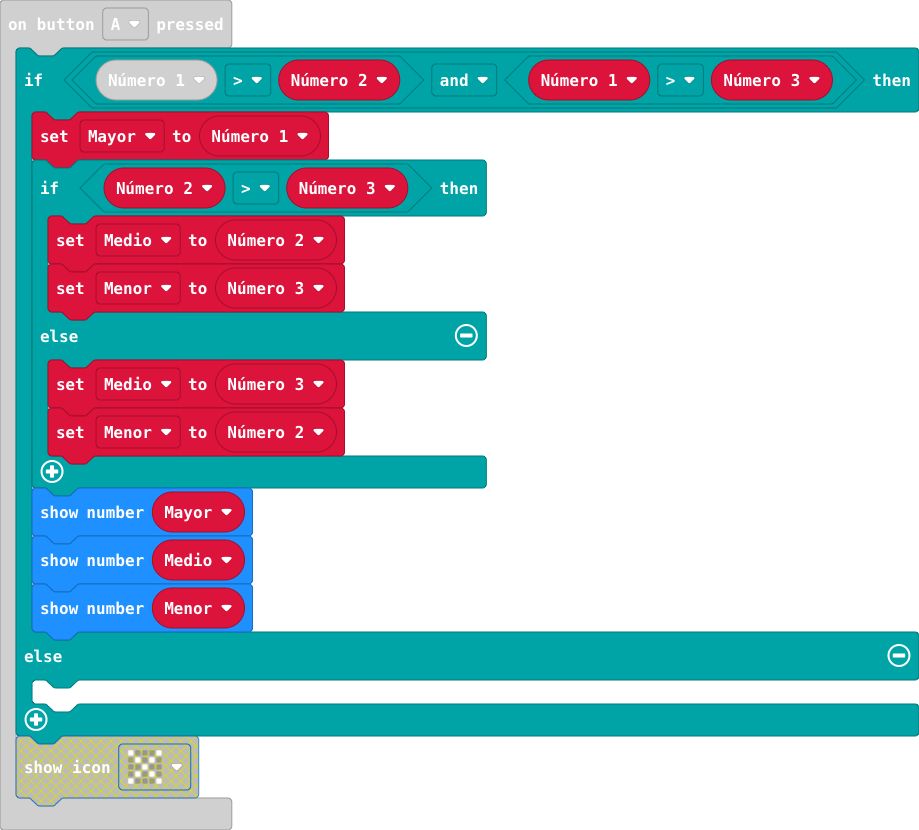 on button A pressed
if Número 1 > Número 2 and Número 1 > Número 3 then
set Mayor to Número 1
if Número 2 > Número 3 then
set Medio to Número 2
set Menor to Número 3
else
set Medio to Número 3
set Menor to Número 2
show number Mayor
show number Medio
show number Menor
else
show icon